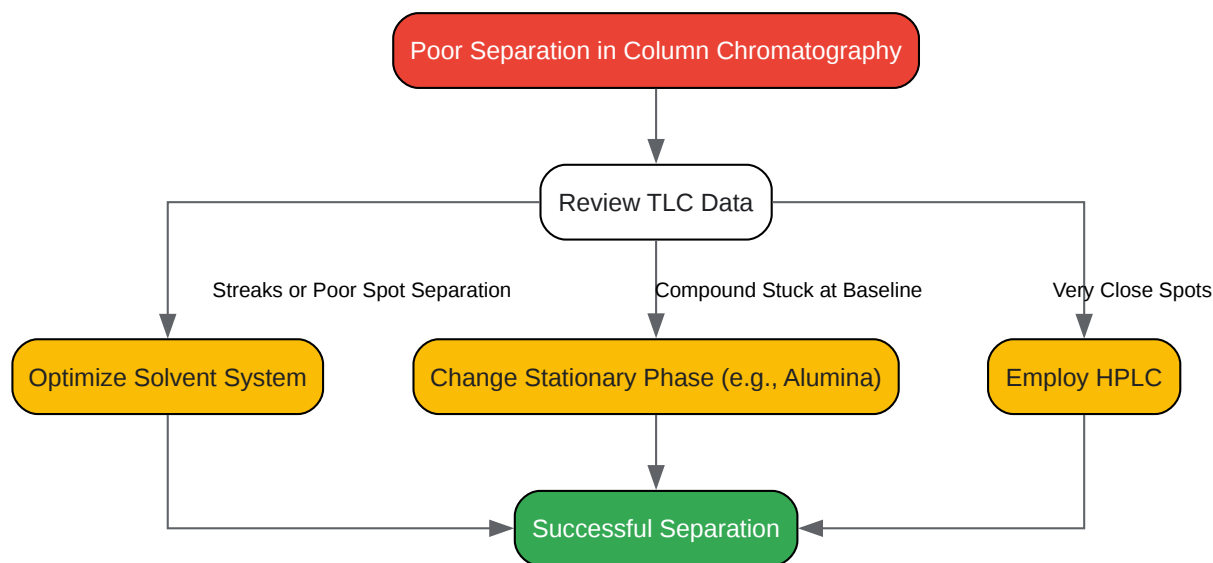 Poor Separation in Column Chromatography
Review TLC Data
Streaks or Poor Spot Separation
Compound Stuck at Baseline
Very Close Spots
Optimize Solvent System
Change Stationary Phase (e.g., Alumina)
Employ HPLC
Successful Separation